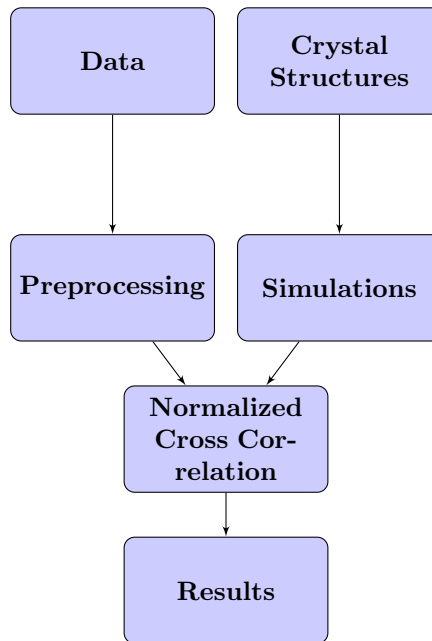 Data
Crystal
Structures
Preprocessing
Simulations
Normalized
Cross Cor-
relation
Results